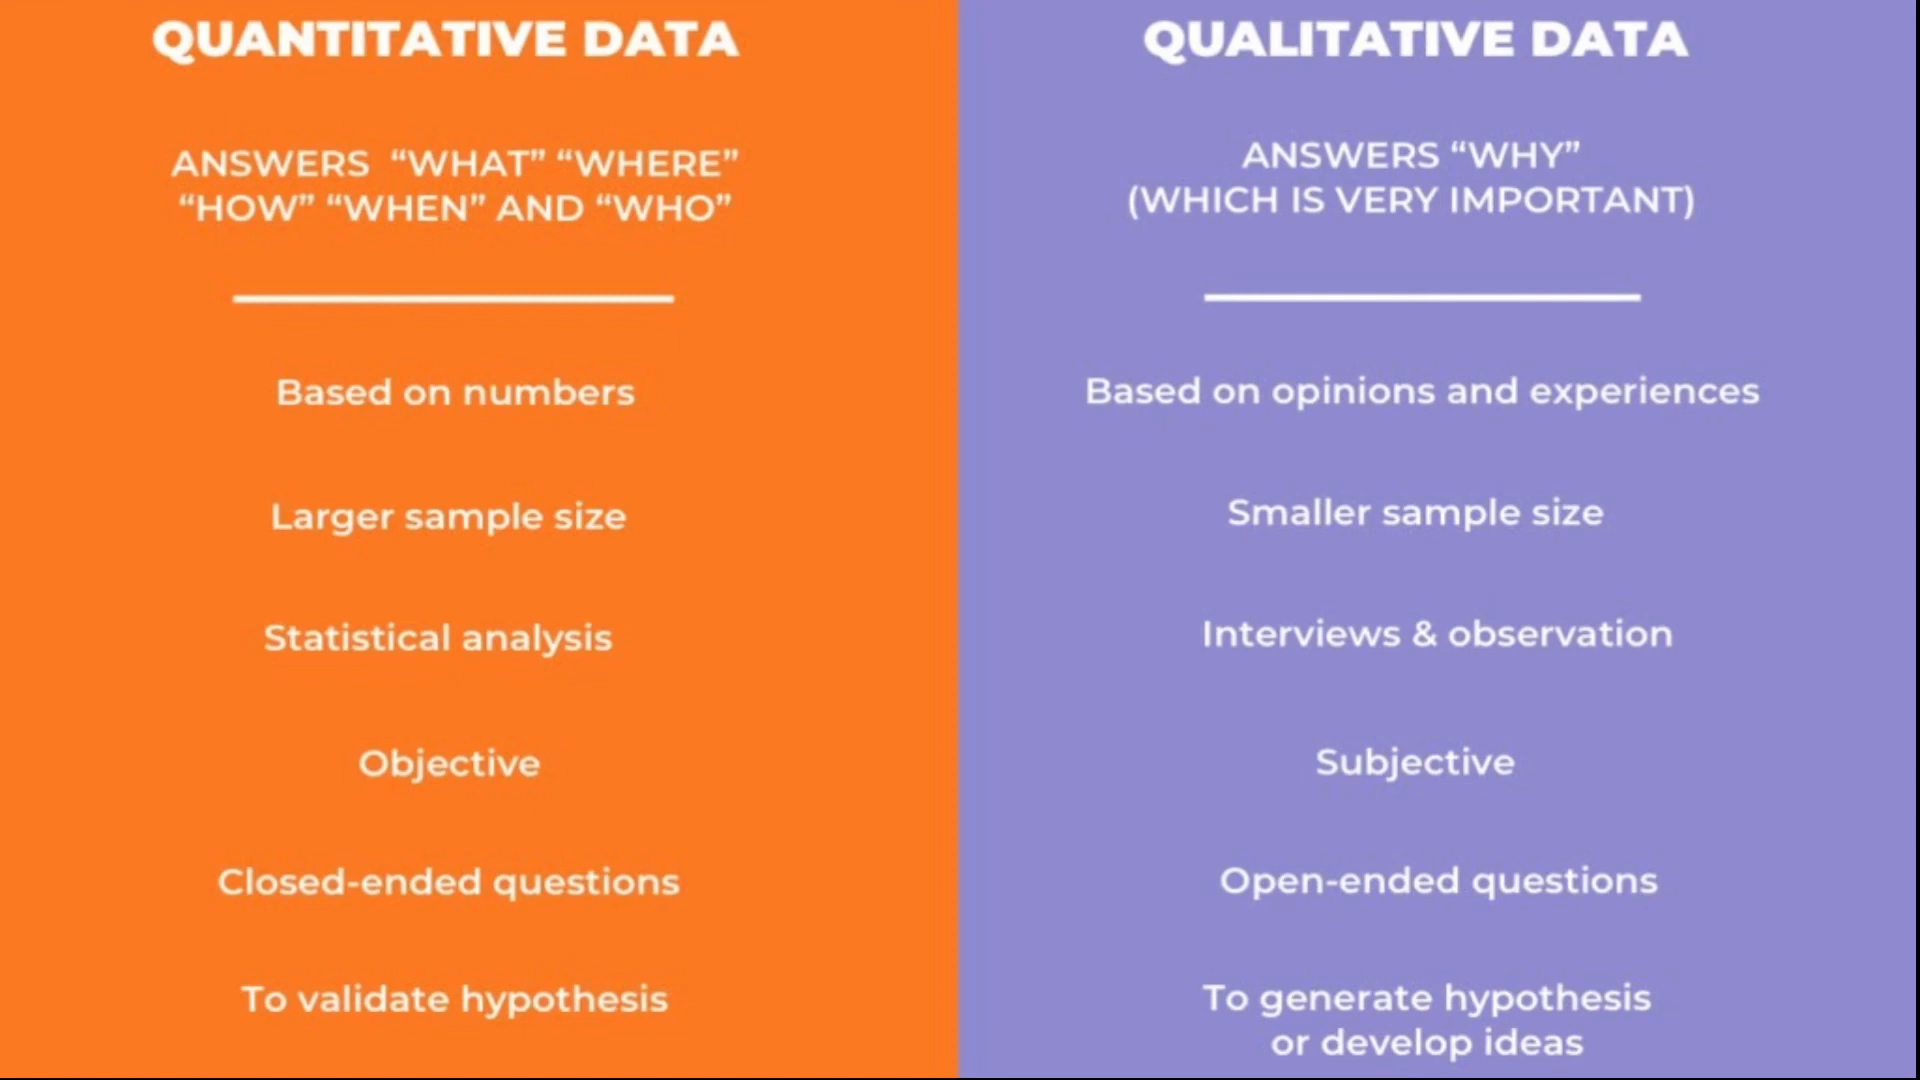 QUANTITATIVE DATA
ANSWERS “WHAT” “WHERE”
“HOW” “WHEN” AND “WHO”
Based on numbers
Larger sample size
Statistical analysis
Objective
Closed-ended questions
To validate hypothesis
QUALITATIVE DATA
ANSWERS “WHY”
(WHICH IS VERY IMPORTANT)
Based on opinions and experiences
Smaller sample size
Interviews & observation
Subjective
Open-ended questions
To generate hypothesis
or develop ideas